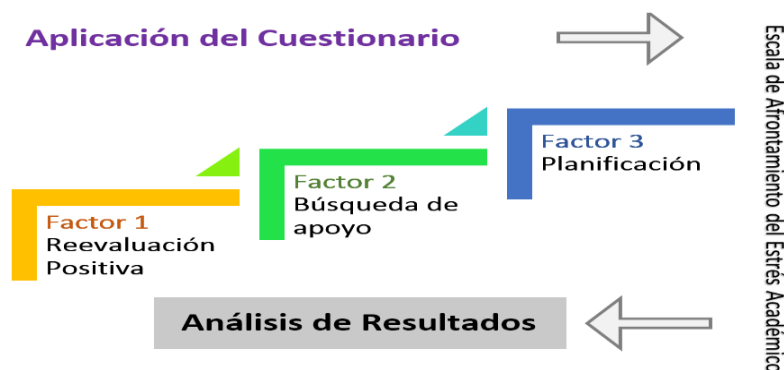 Aplicación del Cuestionario
Escala de Afrontamiento del Estrés Académico
Factor 1
Reevaluación
Positiva
Factor 2
Búsqueda de
apoyo
Factor 3
Planificación
Análisis de Resultados